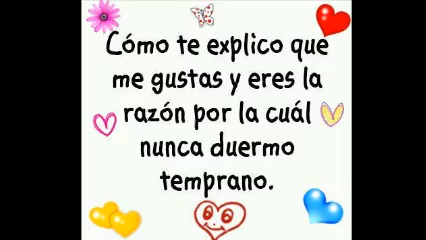 Cómo te explico que
me gustas y eres la
razón por la cuál
nunca duermo
temprano.